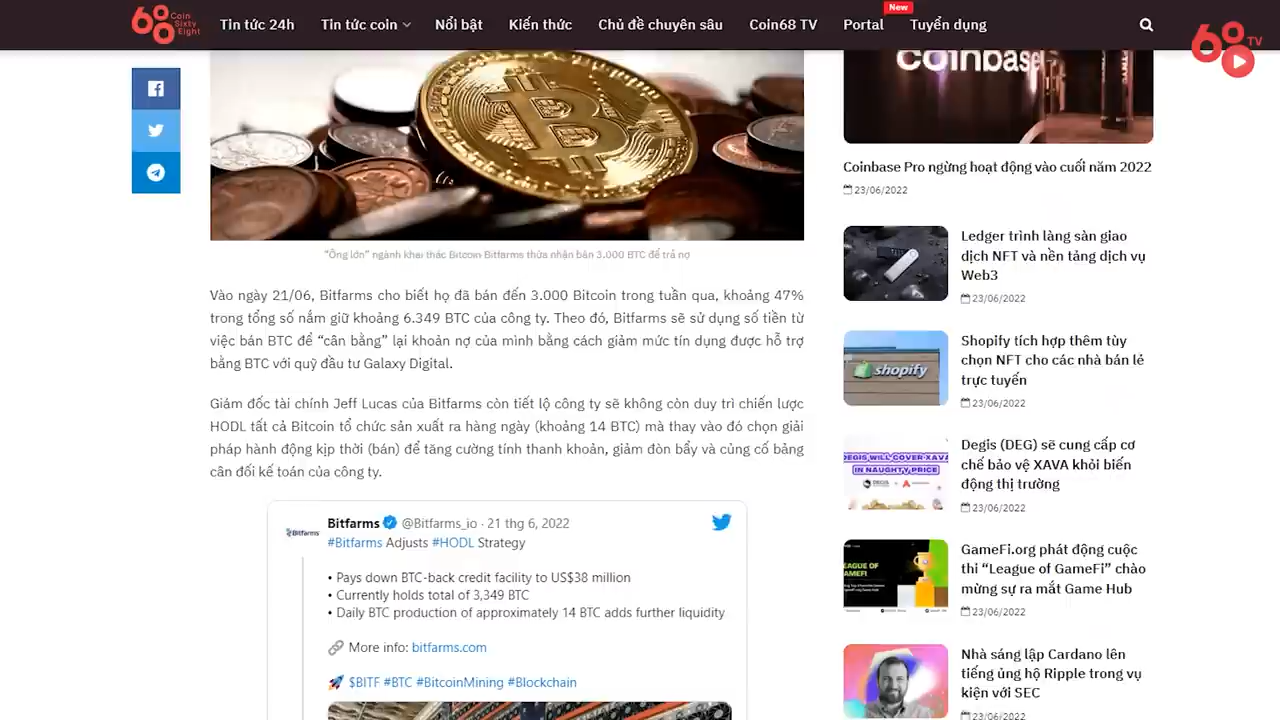 Coin
Sixty
Eight
Tin tức 24h
Tin tức coin
Nổi bật
Kiến thức
Chủ đề chuyên sâu
Coin68 TV
Portal
New
Tuyển dụng
68 TV
coinbase
"Ông lớn" ngành khai thác Bitcoin Bitfarms thừa nhận bán 3.000 BTC để trả nợ
Vào ngày 21/06, Bitfarms cho biết họ đã bán đến 3.000 Bitcoin trong tuần qua, khoảng 47%
trong tổng số nắm giữ khoảng 6.349 BTC của công ty. Theo đó, Bitfarms sẽ sử dụng số tiền từ
việc bán BTC để “cân bằng” lại khoản nợ của mình bằng cách giảm mức tín dụng được hỗ trợ
bằng BTC với quỹ đầu tư Galaxy Digital.
Giám đốc tài chính Jeff Lucas của Bitfarms còn tiết lộ công ty sẽ không còn duy trì chiến lược
HODL tất cả Bitcoin tổ chức sản xuất ra hàng ngày (khoảng 14 BTC) mà thay vào đó chọn giải
pháp hành động kịp thời (bán) để tăng cường tính thanh khoản, giảm đòn bẩy và củng cố bảng
cân đối kế toán của công ty.
Bitfarms
Bitfarms @Bitfarms_io · 21 thg 6, 2022
#Bitfarms Adjusts #HODL Strategy
• Pays down BTC-back credit facility to US$38 million
• Currently holds total of 3,349 BTC
• Daily BTC production of approximately 14 BTC adds further liquidity
🔗 More info: bitfarms.com
🚀 $BITF #BTC #BitcoinMining #Blockchain
Coinbase Pro ngừng hoạt động vào cuối năm 2022
23/06/2022
Ledger trình làng sàn giao
dịch NFT và nền tảng dịch vụ
Web3
23/06/2022
shopify
Shopify tích hợp thêm tùy
chọn NFT cho các nhà bán lẻ
trực tuyến
23/06/2022
DEGIS WILL COVER XAVA
IN NAUGHTY PRICE
Degis (DEG) sẽ cung cấp cơ
chế bảo vệ XAVA khỏi biến
động thị trường
23/06/2022
LEAGUE OF
GAMEFI
GameFi.org phát động cuộc
thi “League of GameFi” chào
mừng sự ra mắt Game Hub
23/06/2022
Nhà sáng lập Cardano lên
tiếng ủng hộ Ripple trong vụ
kiện với SEC
23/06/2022